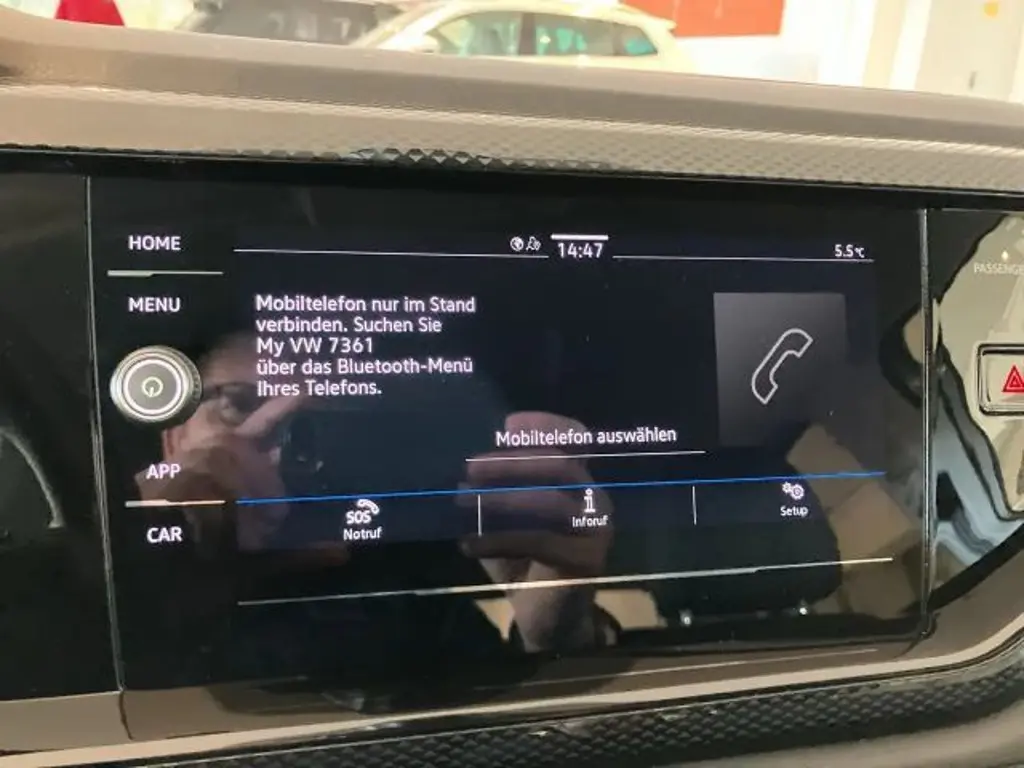 HOME
MENU
APP
CAR
14:47
5.5°C
Mobiltelefon nur im Stand
verbinden. Suchen Sie
My VW 7361
über das Bluetooth-Menü
Ihres Telefons.
Mobiltelefon auswählen
SOS
Notruf
Inforuf
Setup